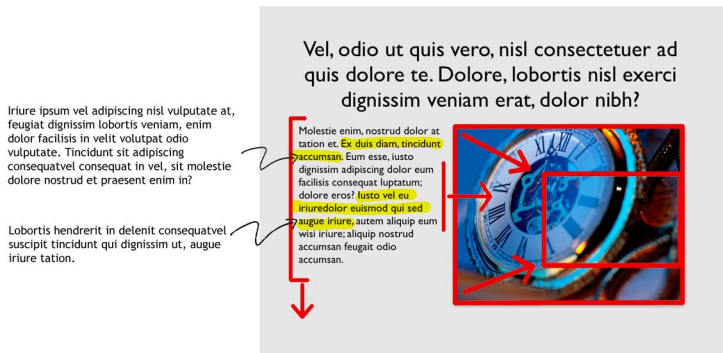 Vel, odio ut quis vero, nisl consectetuer ad
quis dolore te. Dolore, lobortis nisl exerci
dignissim veniam erat, dolor nibh?
Iriure ipsum vel adipiscing nisl vulputate at,
feugiat dignissim lobortis veniam, enim
dolor facilisis in velit volutpat odio
vulputate. Tincidunt sit adipiscing
consequatvel consequat in vel, sit molestie
dolore nostrud et praesent enim in?
Lobortis hendrerit in delenit consequatvel
suscipit tincidunt qui dignissim ut, augue
iriure tation.
Molestie enim, nostrud dolor at
tation et. Ex duis diam, tincidunt
accumsan. Eum esse, iusto
dignissim adipiscing dolor eum
facilisis consequat luptatum;
dolore eros? Iusto vel eu
iriuredolor euismod qui sed
augue iriure, autem aliquip eum
wisi iriure; aliquip nostrud
accumsan feugait odio
accumsan.